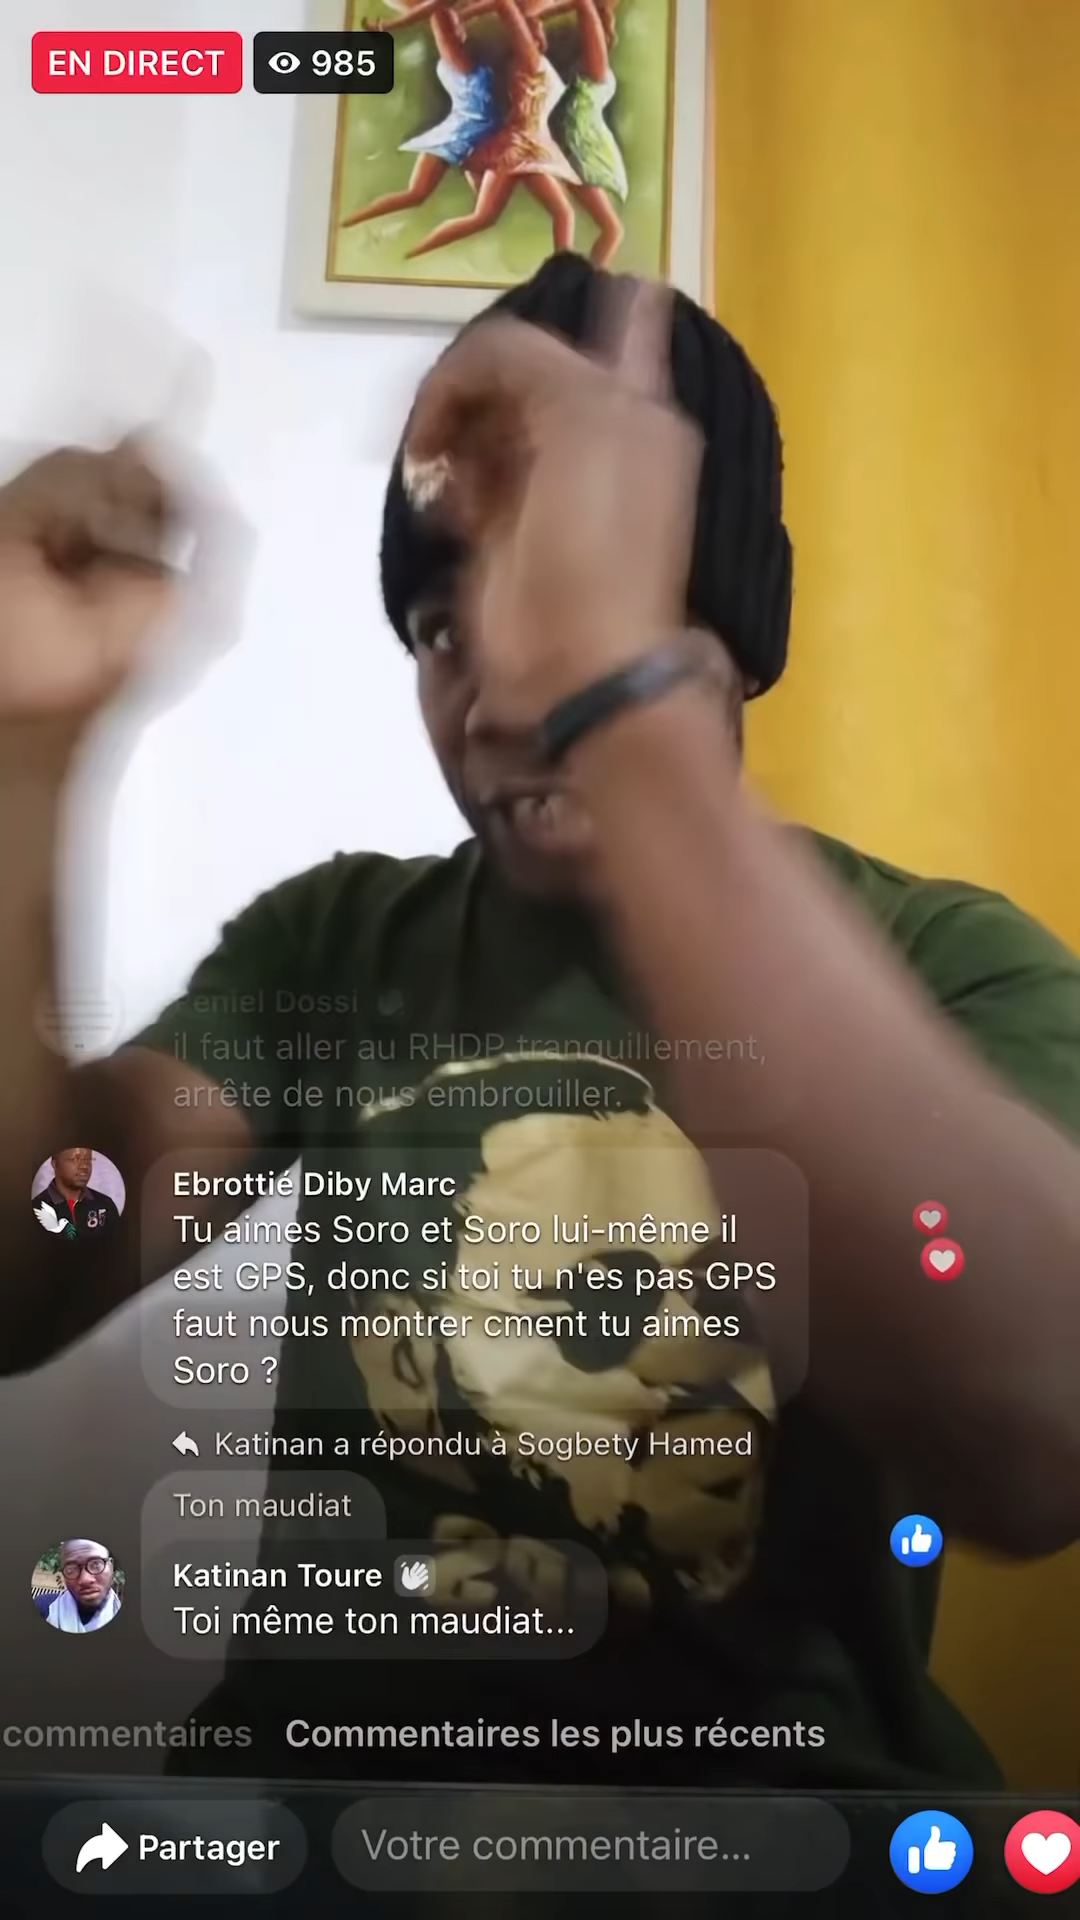 EN DIRECT
985
Peniel Dossi
il faut aller au RHDP tranquillement,
arrête de nous embrouiller.
Ebrottié Diby Marc
Tu aimes Soro et Soro lui-même il
est GPS, donc si toi tu n'es pas GPS
faut nous montrer cment tu aimes
Soro ?
Katinan a répondu à Sogbety Hamed
Ton maudiat
Katinan Toure
Toi même ton maudiat...
commentaires
Commentaires les plus récents
Partager
Votre commentaire...